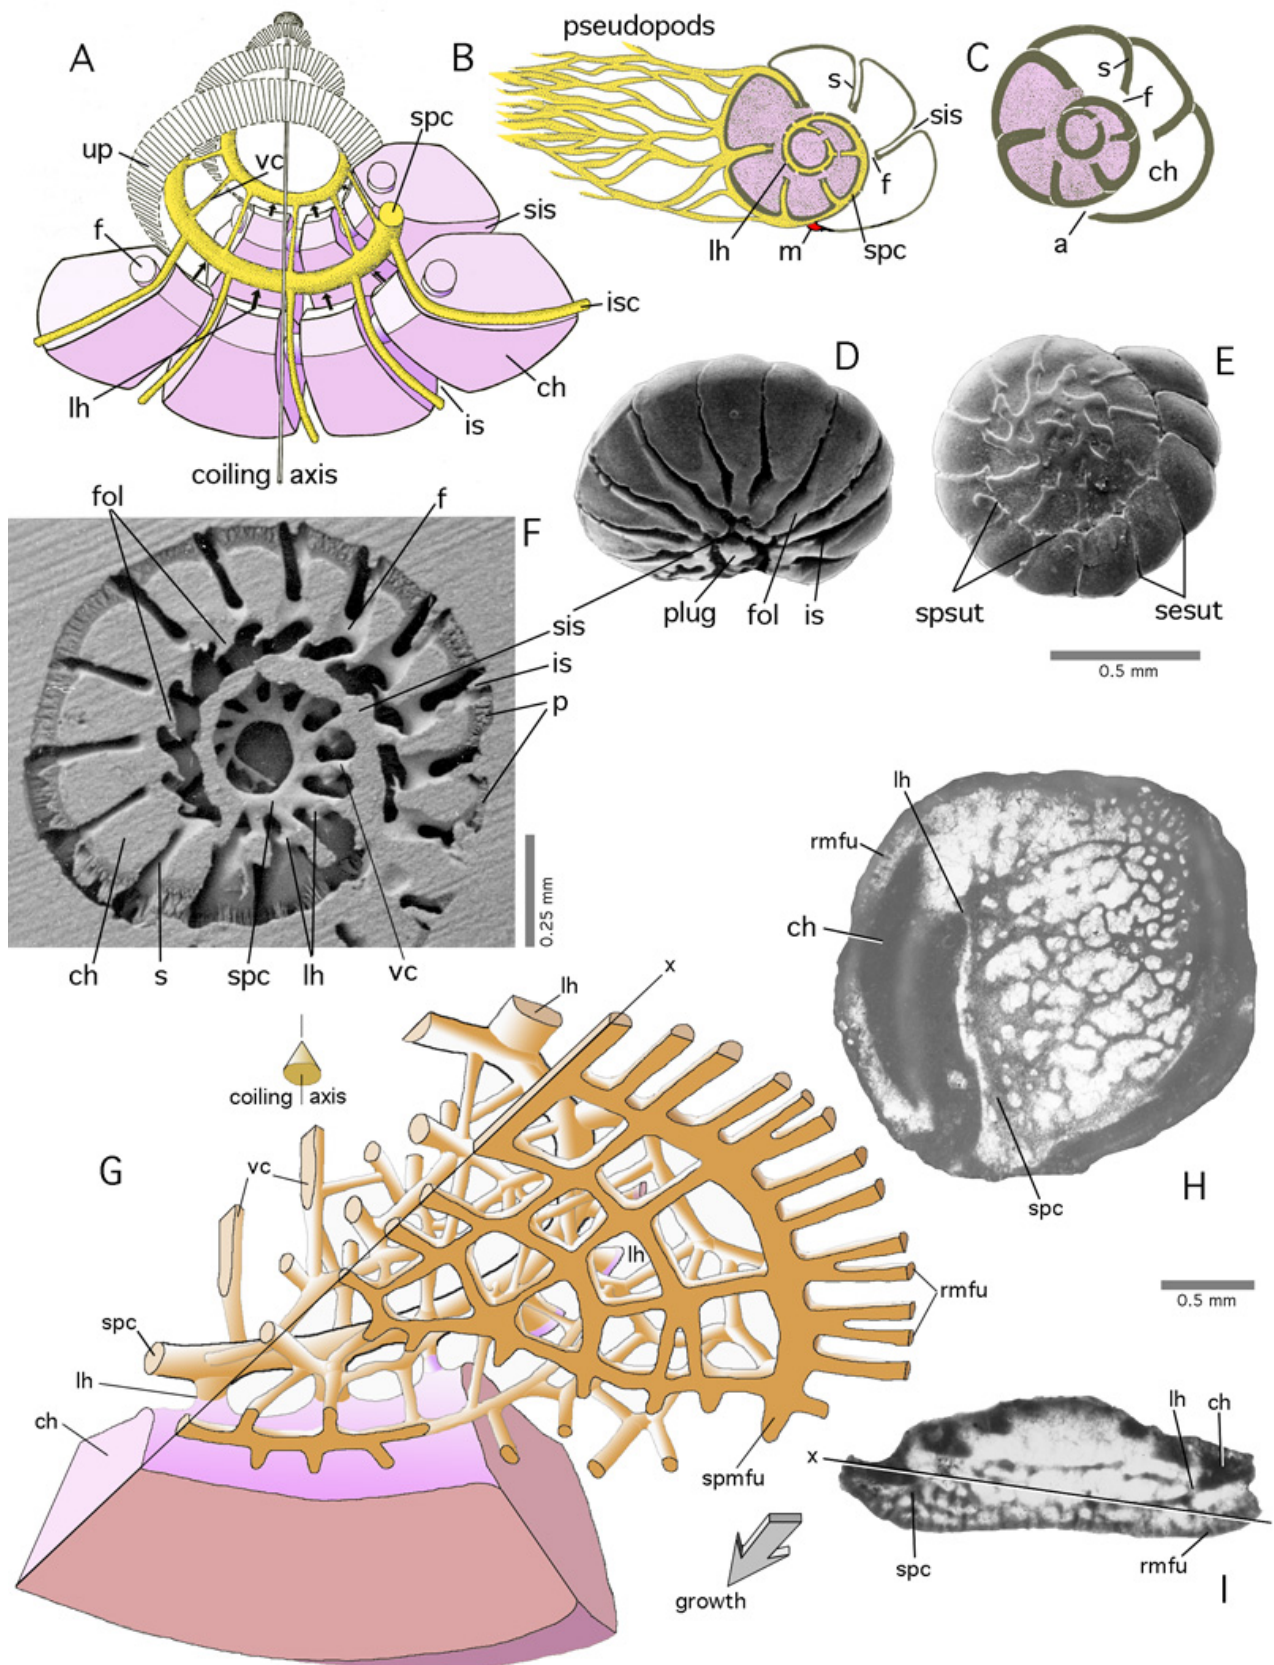 pseudopods
A
B
C
s
s
f
sis
spc
up
vc
ch
f
sis
f
lh
m
spc
a
isc
D
E
lh
ch
is
coiling axis
fol
f
F
plug
fol
is
spsut
sesut
sis
is
p
0.5 mm
lh
rmfu
ch
0.25 mm
ch
s
spc
lh
vc
x
lh
coiling axis
G
vc
H
spc
lh
rmfu
0.5 mm
spc
lh
ch
lh
ch
x
spmfu
spc
rmfu
I
growth